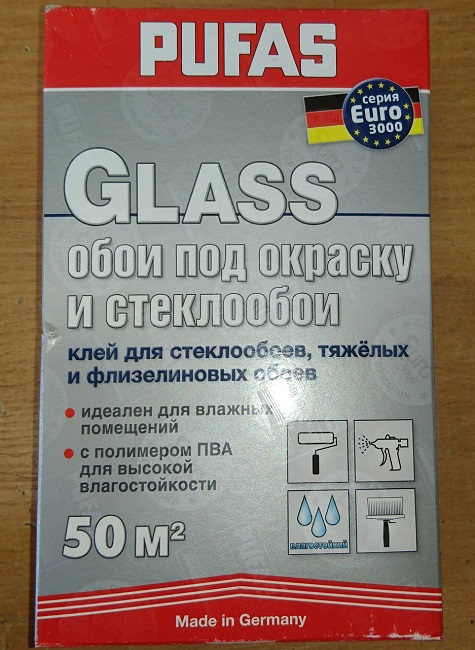 PUFAS
серия
Euro
3000
GLASS
обои под окраску
и стеклообои
клей для стеклообоев, тяжёлых
и флизелиновых обоев
идеален для влажных
помещений
с полимером ПВА
для высокой
влагостойкости
влагостойкий
50 м²
Made in Germany